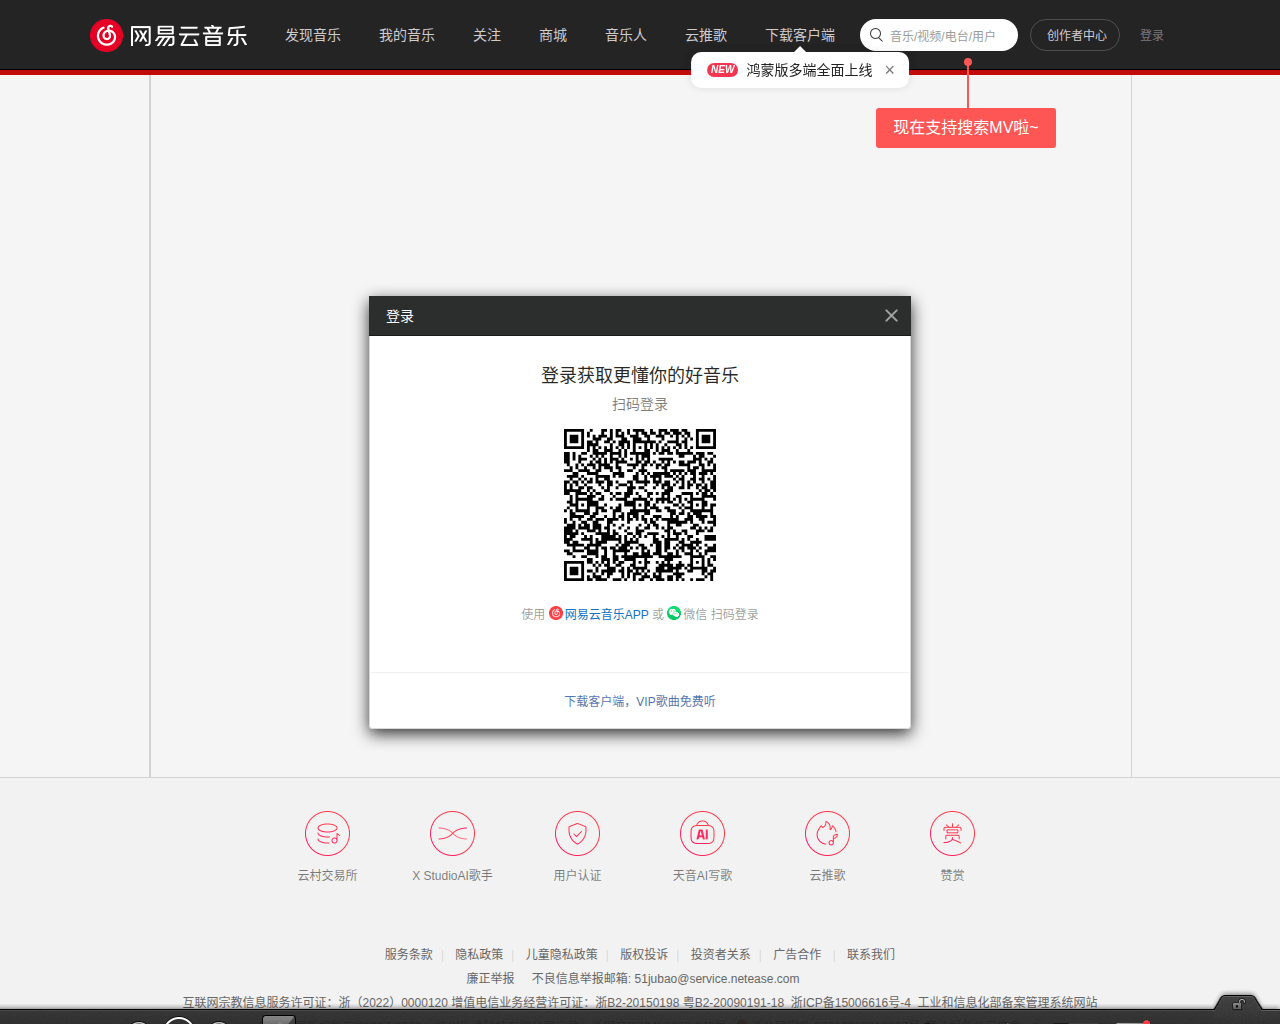 网易云音乐
发现音乐
我的音乐
关注
商城
音乐人
云推歌
下载客户端
音乐/视频/电台/用户
创作者中心
登录
NEW 鸿蒙版多端全面上线 ×
现在支持搜索MV啦~
登录
登录获取更懂你的好音乐
扫码登录
使用 网易云音乐APP 或 微信 扫码登录
下载客户端，VIP歌曲免费听
AI
赏
云村交易所
X StudioAI歌手
用户认证
天音AI写歌
云推歌
赞赏
服务条款 | 隐私政策 | 儿童隐私政策 | 版权投诉 | 投资者关系 | 广告合作 | 联系我们
廉正举报 不良信息举报邮箱: 51jubao@service.netease.com
互联网宗教信息服务许可证：浙（2022）0000120 增值电信业务经营许可证：浙B2-20150198 粤B2-20090191-18 浙ICP备15006616号-4 工业和信息化部备案管理系统网站